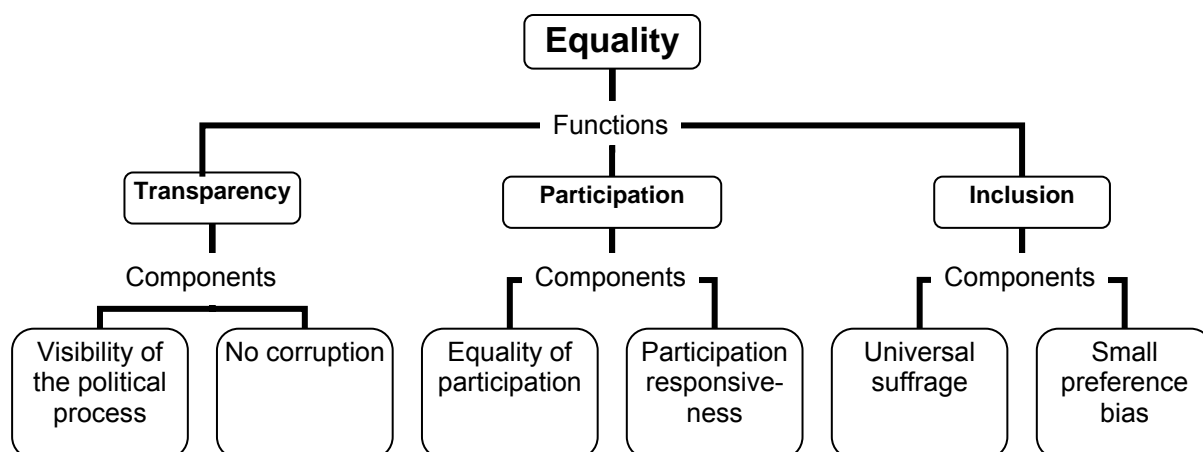 Equality
Functions
Transparency
Participation
Inclusion
Components
Components
Components
Visibility of
the political
process
No corruption
Equality of
participation
Participation
responsive-
ness
Universal
suffrage
Small
preference
bias